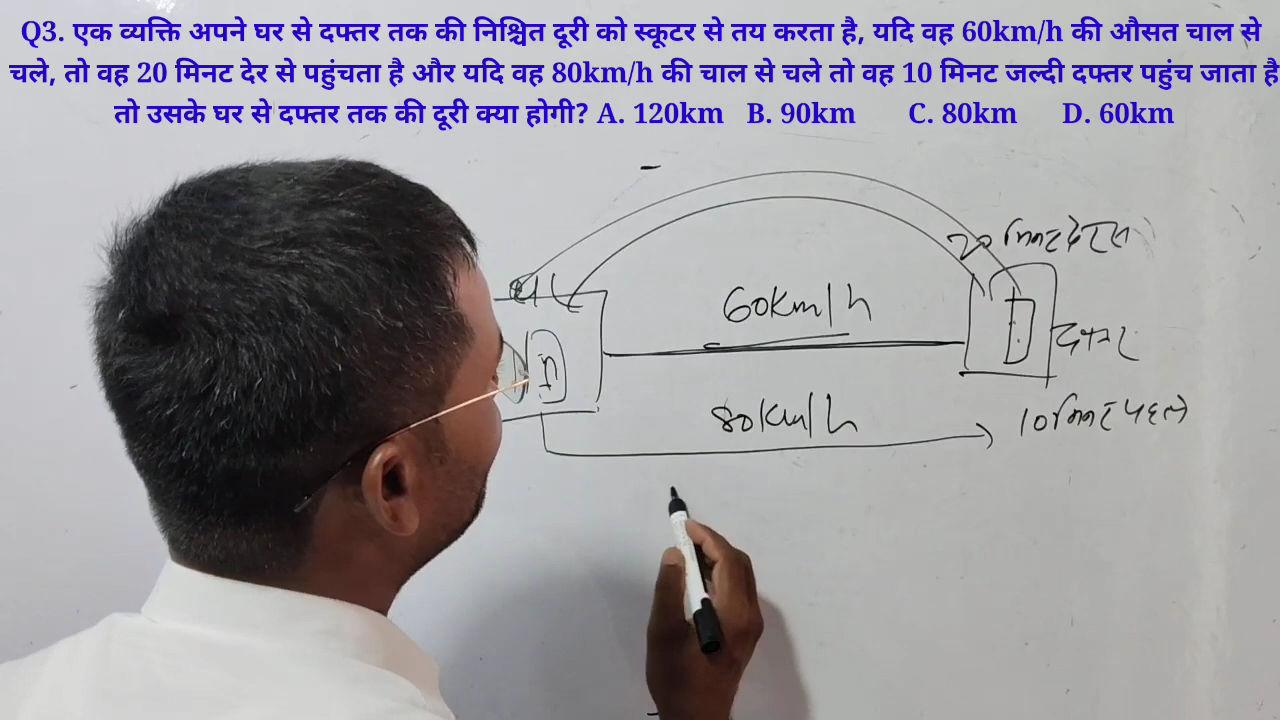 Q3. एक व्यक्ति अपने घर से दफ्तर तक की निश्चित दूरी को स्कूटर से तय करता है, यदि वह 60km/h की औसत चाल से
चले, तो वह 20 मिनट देर से पहुंचता है और यदि वह 80km/h की चाल से चले तो वह 10 मिनट जल्दी दफ्तर पहुंच जाता है
तो उसके घर से दफ्तर तक की दूरी क्या होगी? A. 120km B. 90km C. 80km D. 60km
20 मिनट देर से
60km/h
दफ्तर
80km/h
10 मिनट पहले